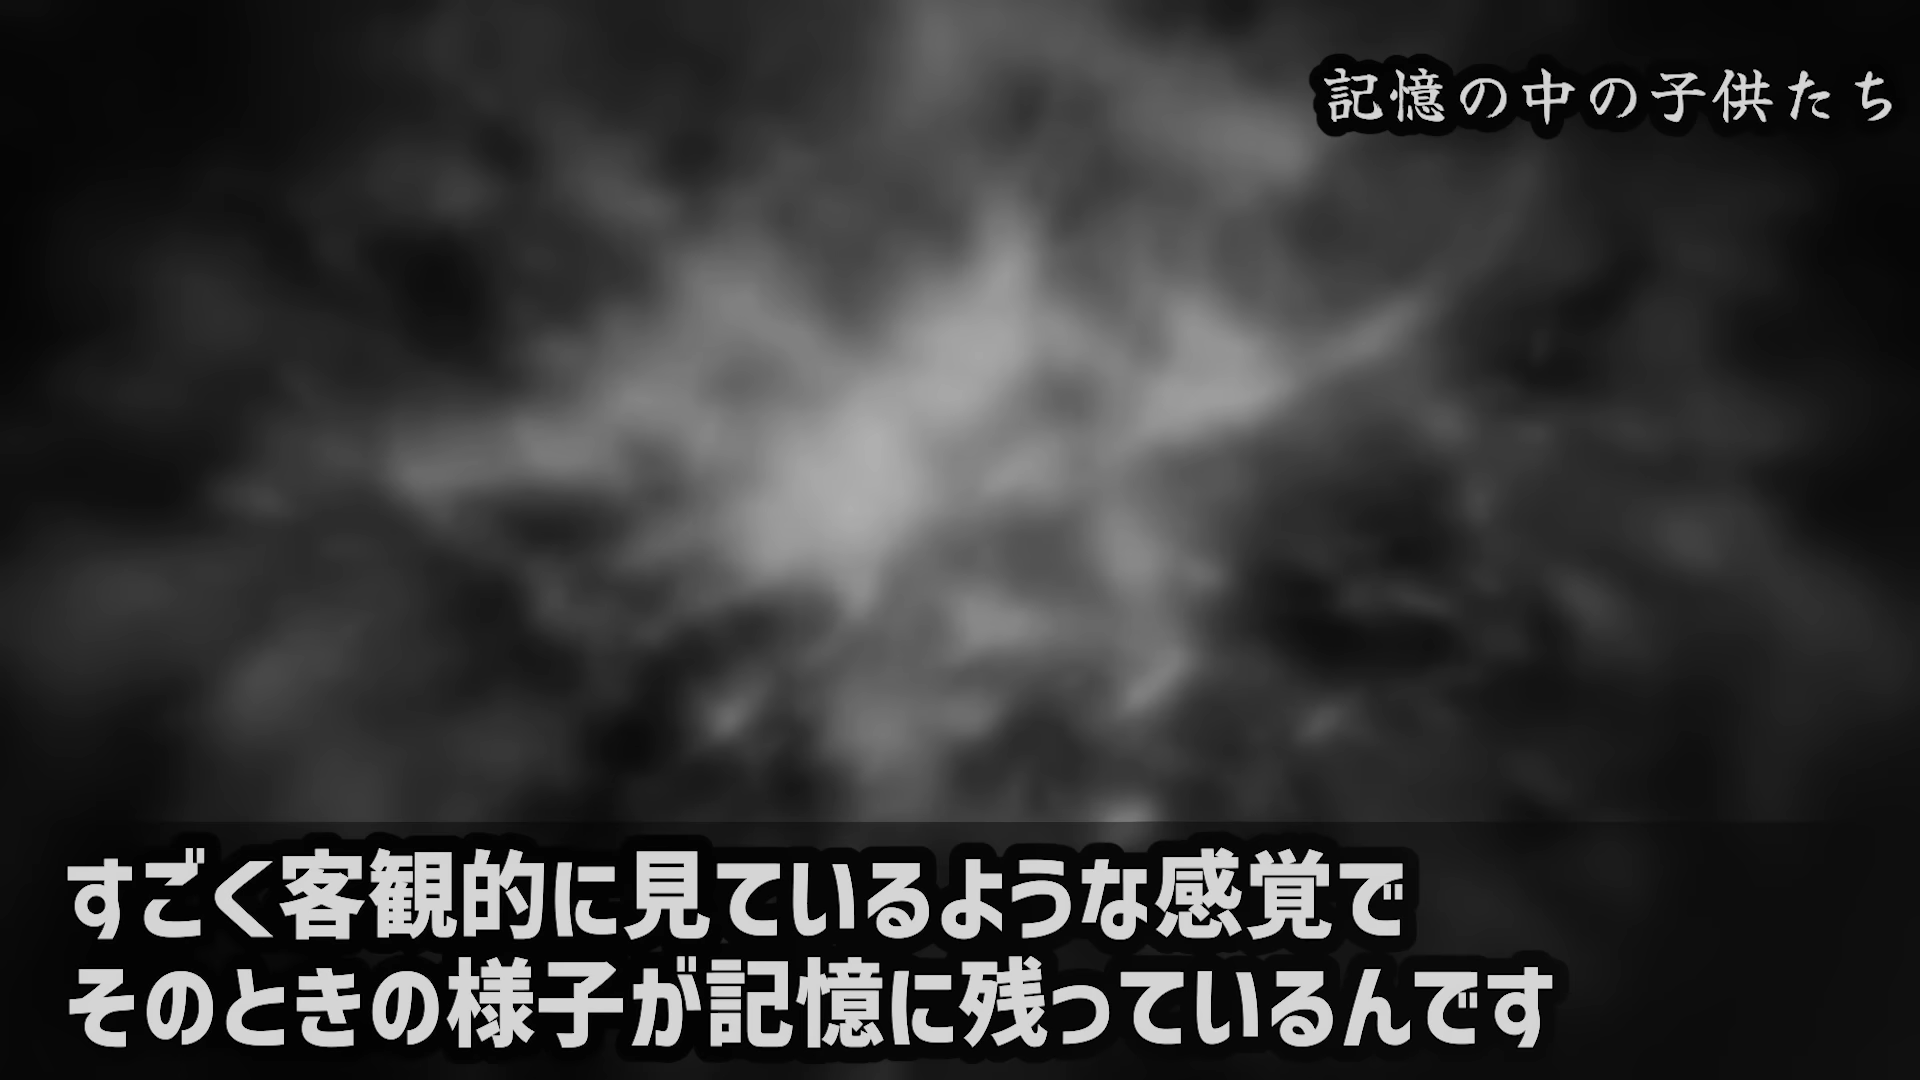 記憶の中の子供たち
すごく客観的に見ているような感覚で
そのときの様子が記憶に残っているんです